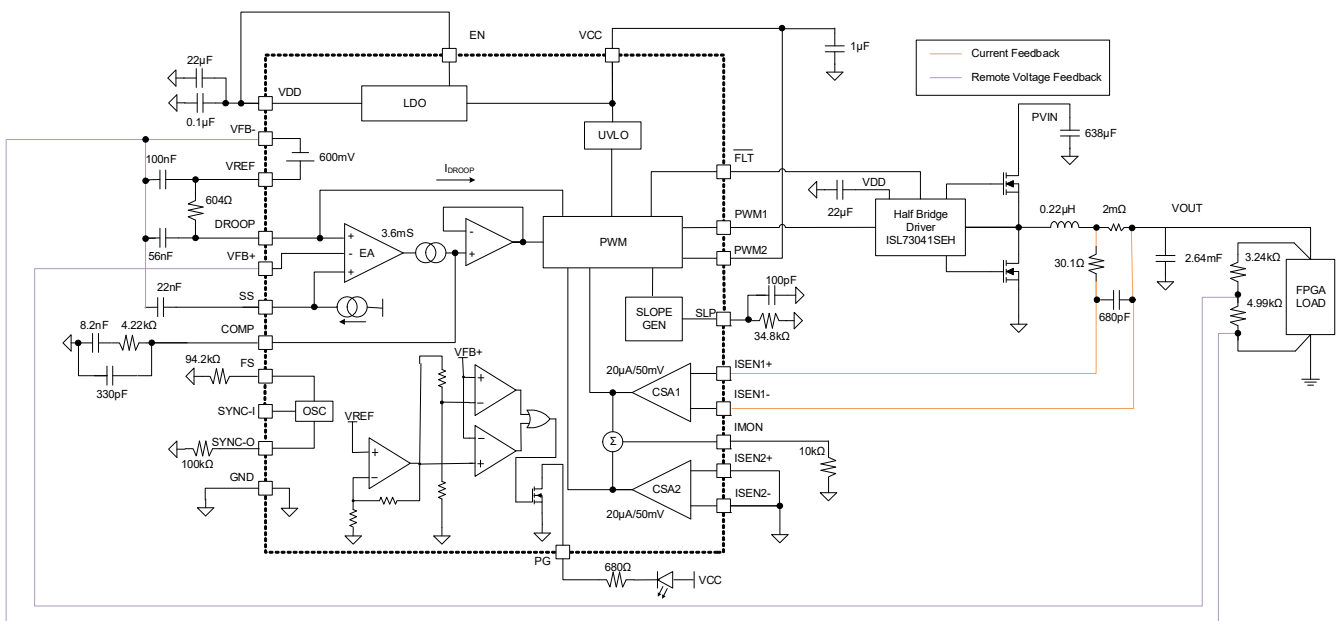 EN
VCC
1µF
Current Feedback
Remote Voltage Feedback
22µF
0.1µF
VDD
LDO
UVLO
VFB-
600mV
100nF
VREF
604Ω
DROOP
56nF
VFB+
22nF
SS
COMP
8.2nF
4.22kΩ
330pF
FS
94.2kΩ
SYNC-I
OSC
SYNC-O
100kΩ
GND
IDROOP
+
-
+
EA
3.6mS
-
+
PWM
SLOPE
GEN
SLP
100pF
34.8kΩ
FLT
PWM1
PWM2
VDD
22µF
Half Bridge
Driver
ISL73041SEH
PVIN
638µF
0.22µH
2mΩ
VOUT
30.1Ω
680pF
2.64mF
3.24kΩ
4.99kΩ
FPGA
LOAD
VREF
+
-
VFB+
+
-
-
+
20µA/50mV
CSA1
Σ
CSA2
20µA/50mV
ISEN1+
ISEN1-
IMON
10kΩ
ISEN2+
ISEN2-
PG
680Ω
VCC